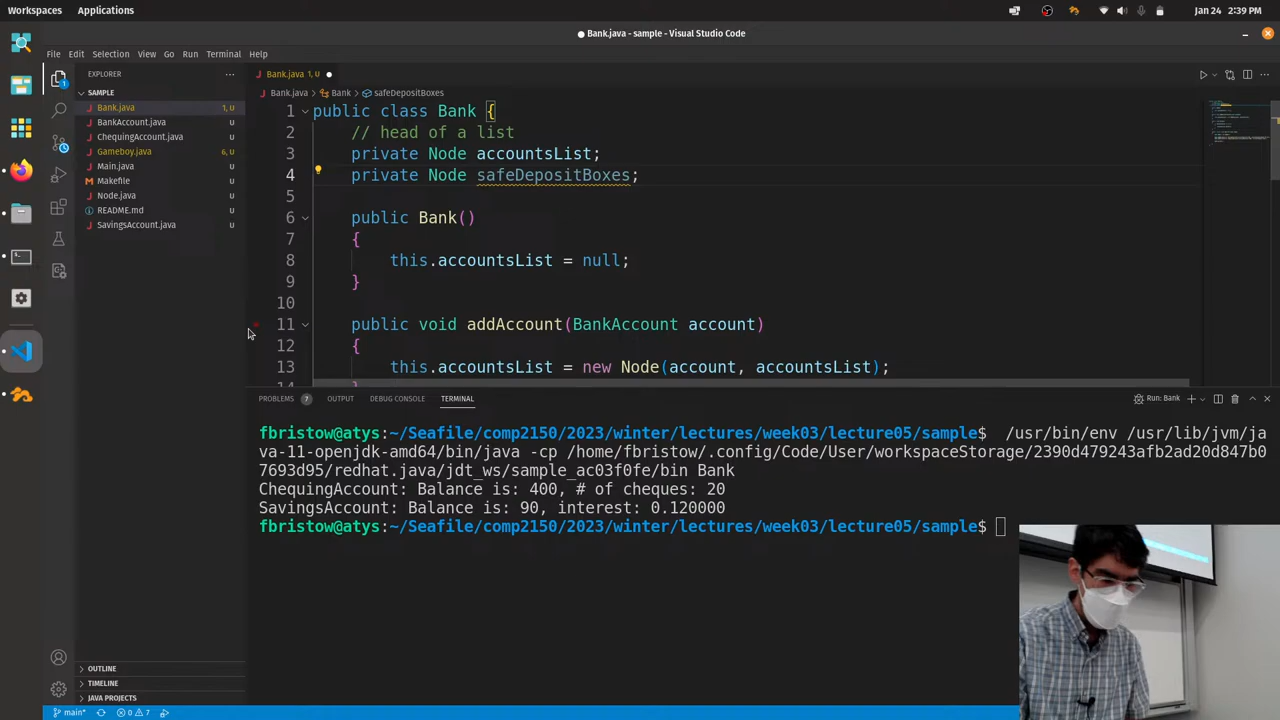 Workspaces Applications Jan 24 2:39 PM
Bank.java - sample - Visual Studio Code
File Edit Selection View Go Run Terminal Help
EXPLORER
SAMPLE
Bank.java 1, U
BankAccount.java U
ChequingAccount.java U
Gameboy.java 6, U
Main.java U
Makefile U
Node.java U
README.md U
SavingsAccount.java U
OUTLINE
TIMELINE
JAVA PROJECTS
Bank.java 1, U
Bank.java > Bank > safeDepositBoxes
1 public class Bank {
2 // head of a list
3 private Node accountsList;
4 private Node safeDepositBoxes;
5
6 public Bank()
7 {
8 this.accountsList = null;
9 }
10
11 public void addAccount(BankAccount account)
12 {
13 this.accountsList = new Node(account, accountsList);
14 }
PROBLEMS 7 OUTPUT DEBUG CONSOLE TERMINAL Run: Bank
fbristow@atys:~/Seafile/comp2150/2023/winter/lectures/week03/lecture05/sample$ /usr/bin/env /usr/lib/jvm/ja
va-11-openjdk-amd64/bin/java -cp /home/fbristow/.config/Code/User/workspaceStorage/2390d479243afb2ad20d847b0
7693d95/redhat.java/jdt_ws/sample_ac03f0fe/bin Bank
ChequingAccount: Balance is: 400, # of cheques: 20
SavingsAccount: Balance is: 90, interest: 0.120000
fbristow@atys:~/Seafile/comp2150/2023/winter/lectures/week03/lecture05/sample$
main* 0 7